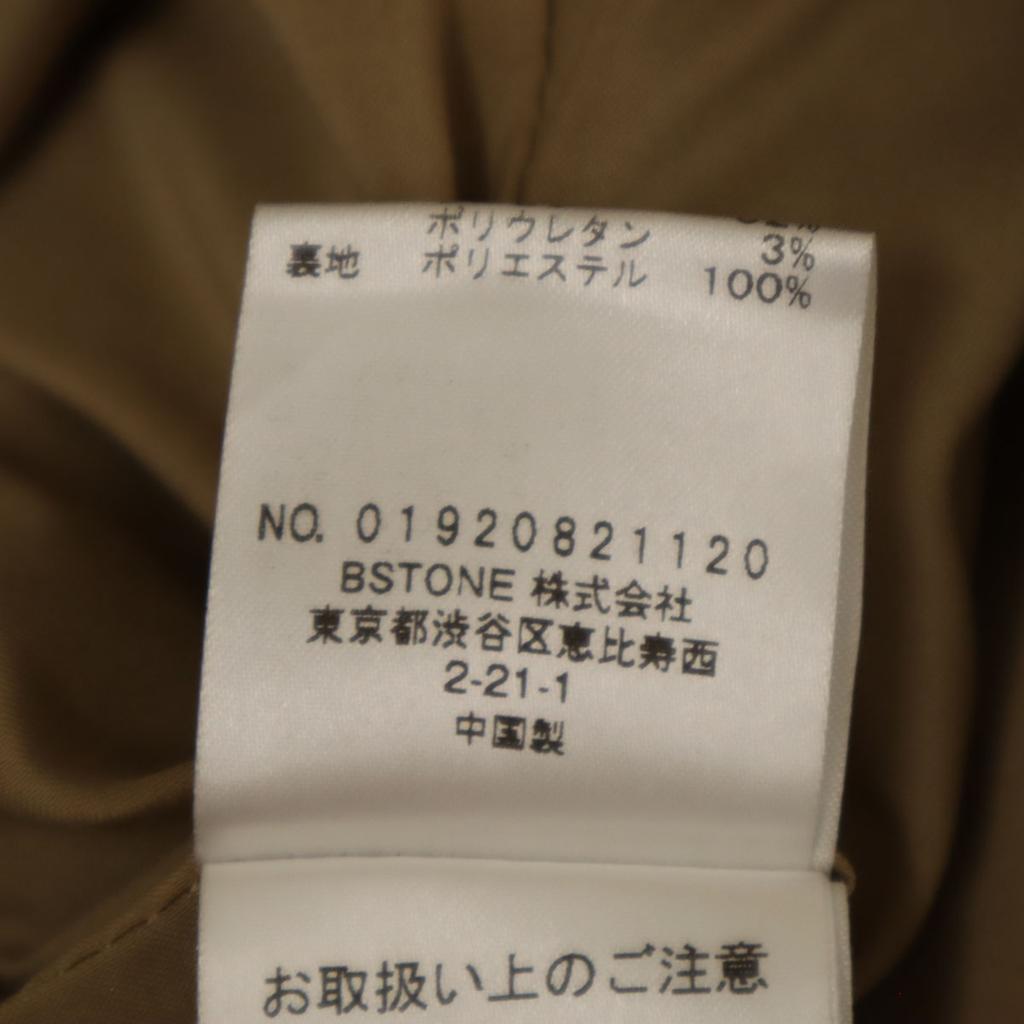 ポリウレタン 3%
裏地 ポリエステル 100%
NO. 01920821120
BSTONE 株式会社
東京都渋谷区恵比寿西
2-21-1
中国製
お取扱い上のご注意